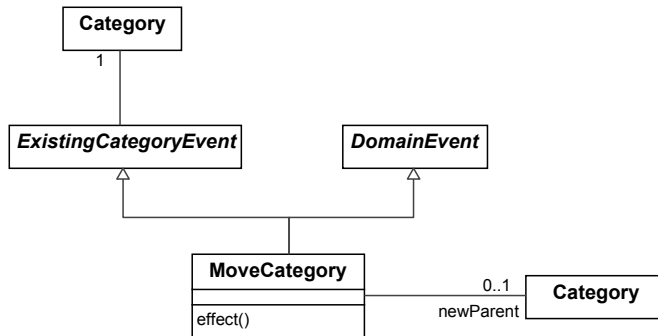 Category
1
ExistingCategoryEvent
DomainEvent
MoveCategory
effect()
0..1
newParent
Category